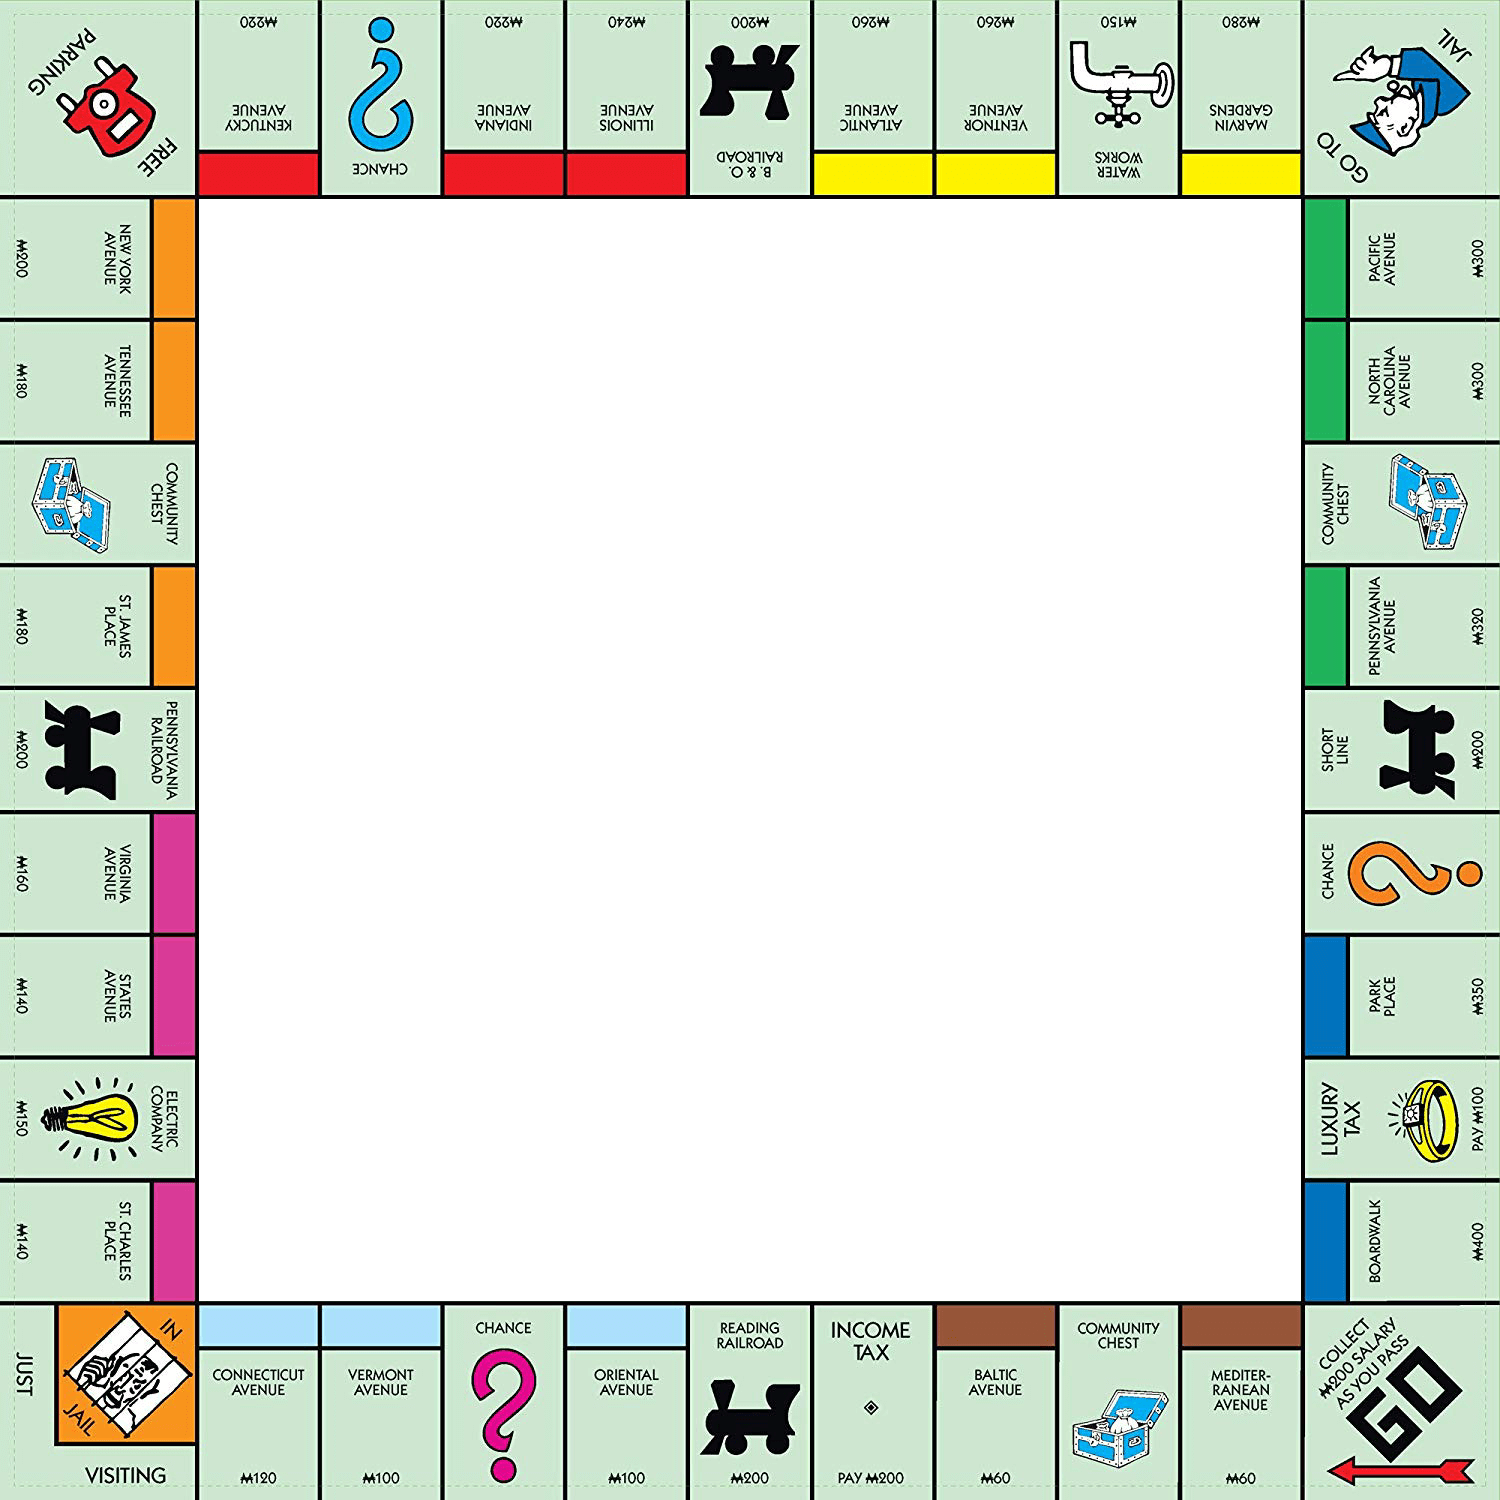 COLLECT
₩200 SALARY
AS YOU PASS
GO
MEDITER-
RANEAN
AVENUE
₩60
COMMUNITY
CHEST
BALTIC
AVENUE
₩60
INCOME
TAX
PAY ₩200
READING
RAILROAD
₩200
ORIENTAL
AVENUE
₩100
CHANCE
?
VERMONT
AVENUE
₩100
CONNECTICUT
AVENUE
₩120
IN
JAIL
JUST
VISITING
ST. CHARLES
PLACE
₩140
ELECTRIC
COMPANY
₩150
STATES
AVENUE
₩140
VIRGINIA
AVENUE
₩160
PENNSYLVANIA
RAILROAD
₩200
ST. JAMES
PLACE
₩180
COMMUNITY
CHEST
TENNESSEE
AVENUE
₩180
NEW YORK
AVENUE
₩200
FREE
PARKING
KENTUCKY
AVENUE
₩220
CHANCE
?
INDIANA
AVENUE
₩220
ILLINOIS
AVENUE
₩240
B. & O.
RAILROAD
₩200
ATLANTIC
AVENUE
₩260
VENTNOR
AVENUE
₩260
WATER
WORKS
₩150
MARVIN
GARDENS
₩280
GO TO
JAIL
PACIFIC
AVENUE
₩300
NORTH
CAROLINA
AVENUE
₩300
COMMUNITY
CHEST
PENNSYLVANIA
AVENUE
₩320
SHORT
LINE
₩200
CHANCE
?
PARK
PLACE
₩350
LUXURY
TAX
PAY ₩100
BOARDWALK
₩400